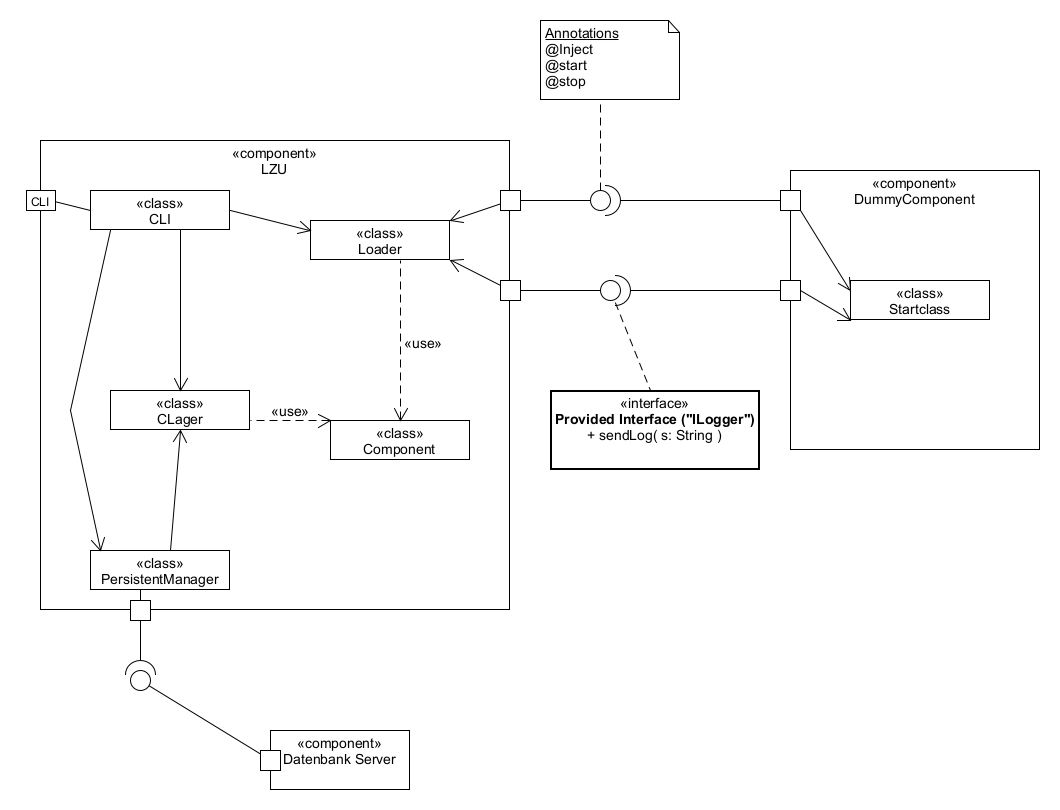 Annotations
@Inject
@start
@stop
«component»
LZU
CLI
«class»
CLI
«class»
Loader
«component»
DummyComponent
«class»
Startclass
«use»
«class»
CLager
«use»
«class»
Component
«interface»
Provided Interface ("ILogger")
+ sendLog( s: String )
«class»
PersistentManager
«component»
Datenbank Server